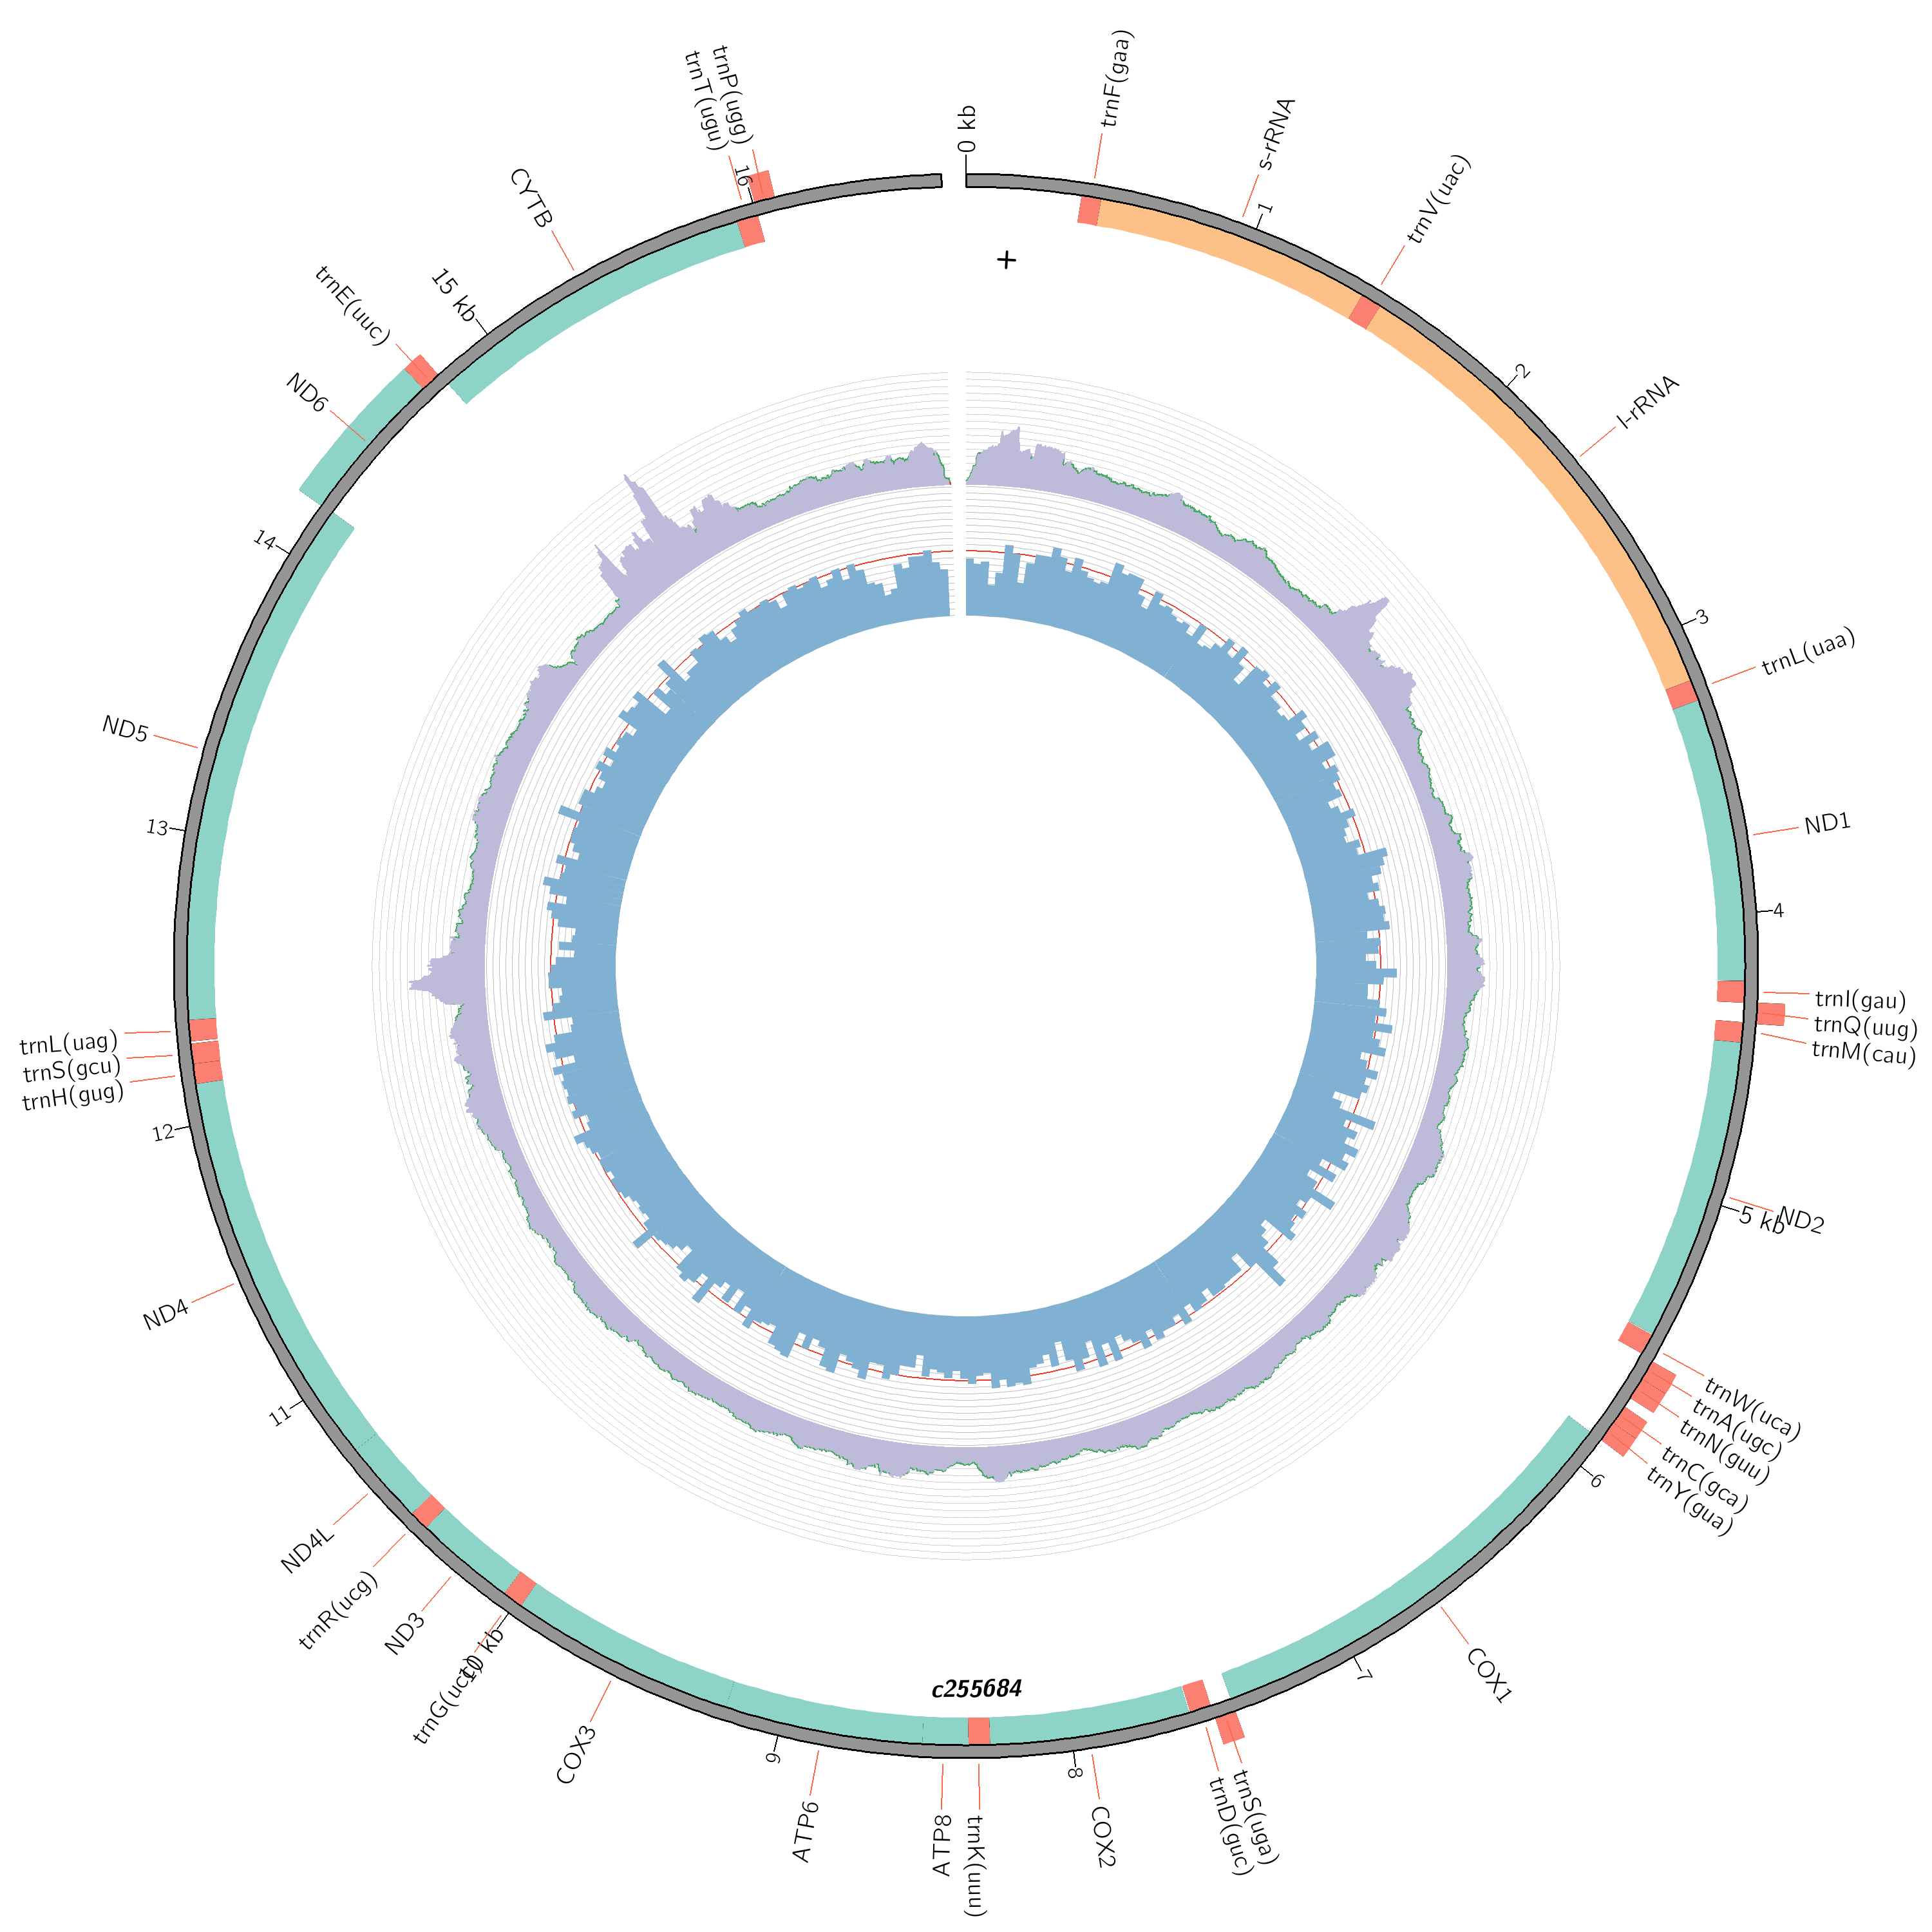 0 kb
trnF(gaa)
s-rRNA
1
trnV(uac)
2
l-rRNA
3
trnL(uaa)
ND1
4
trnI(gau)
trnQ(uug)
trnM(cau)
ND2
5 kb
trnW(uca)
trnA(ugc)
trnN(guu)
trnC(gca)
trnY(gua)
6
COX1
7
trnS(uga)
trnD(guc)
COX2
8
trnK(uuu)
ATP8
ATP6
9
COX3
10 kb
trnG(ucc)
ND3
trnR(ucg)
ND4L
11
ND4
12
trnH(gug)
trnS(gcu)
trnL(uag)
13
ND5
14
ND6
trnE(uuc)
15 kb
CYTB
16
trnT(ugu)
trnP(ugg)
+
c255684